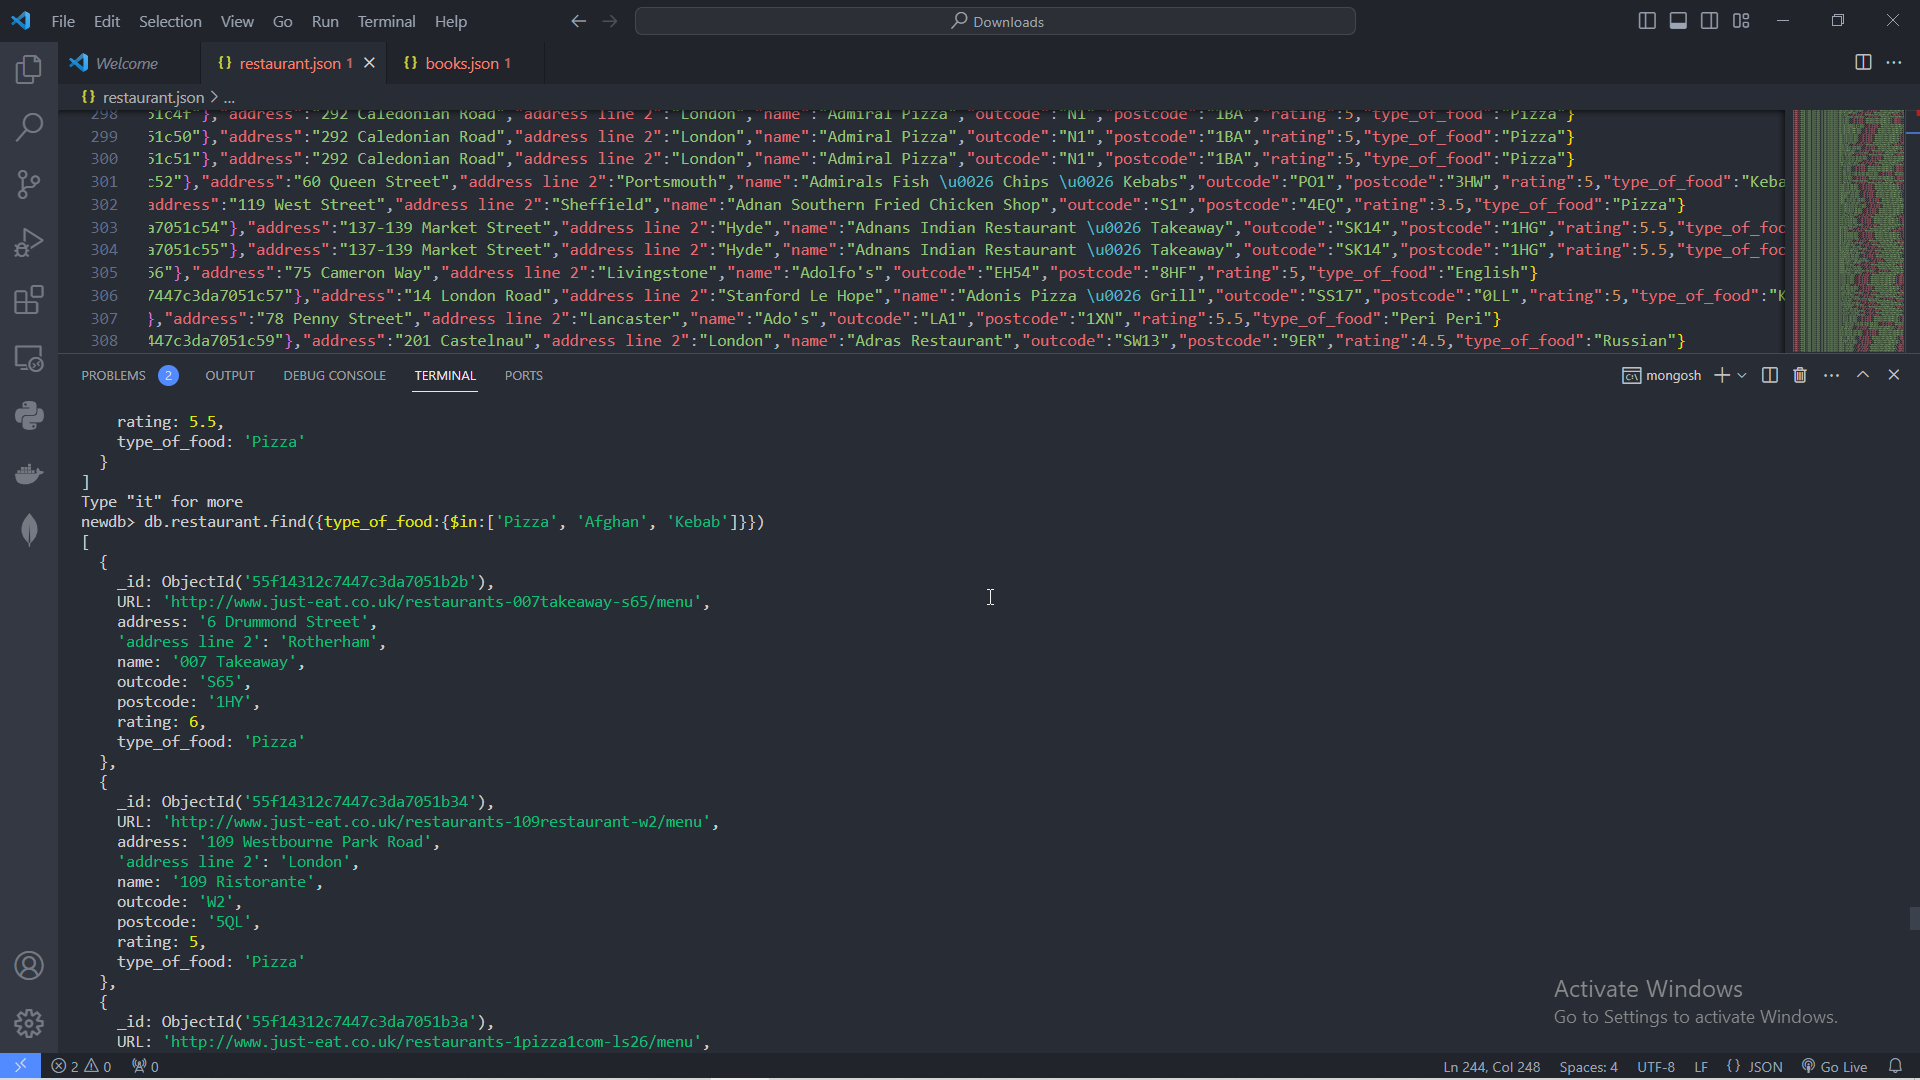 File Edit Selection View Go Run Terminal Help
Downloads
Welcome
{} restaurant.json 1
{} books.json 1
{} restaurant.json > ...
298 51c4f"},"address":"292 Caledonian Road","address line 2":"London","name":"Admiral Pizza","outcode":"N1","postcode":"1BA","rating":5,"type_of_food":"Pizza"}
299 51c50"},"address":"292 Caledonian Road","address line 2":"London","name":"Admiral Pizza","outcode":"N1","postcode":"1BA","rating":5,"type_of_food":"Pizza"}
300 51c51"},"address":"292 Caledonian Road","address line 2":"London","name":"Admiral Pizza","outcode":"N1","postcode":"1BA","rating":5,"type_of_food":"Pizza"}
301 c52"},"address":"60 Queen Street","address line 2":"Portsmouth","name":"Admirals Fish \u0026 Chips \u0026 Kebabs","outcode":"PO1","postcode":"3HW","rating":5,"type_of_food":"Keba
302 address":"119 West Street","address line 2":"Sheffield","name":"Adnan Southern Fried Chicken Shop","outcode":"S1","postcode":"4EQ","rating":3.5,"type_of_food":"Pizza"}
303 a7051c54"},"address":"137-139 Market Street","address line 2":"Hyde","name":"Adnans Indian Restaurant \u0026 Takeaway","outcode":"SK14","postcode":"1HG","rating":5.5,"type_of_foo
304 a7051c55"},"address":"137-139 Market Street","address line 2":"Hyde","name":"Adnans Indian Restaurant \u0026 Takeaway","outcode":"SK14","postcode":"1HG","rating":5.5,"type_of_foo
305 56"},"address":"75 Cameron Way","address line 2":"Livingstone","name":"Adolfo's","outcode":"EH54","postcode":"8HF","rating":5,"type_of_food":"English"}
306 7447c3da7051c57"},"address":"14 London Road","address line 2":"Stanford Le Hope","name":"Adonis Pizza \u0026 Grill","outcode":"SS17","postcode":"0LL","rating":5,"type_of_food":"K
307 },"address":"78 Penny Street","address line 2":"Lancaster","name":"Ado's","outcode":"LA1","postcode":"1XN","rating":5.5,"type_of_food":"Peri Peri"}
308 447c3da7051c59"},"address":"201 Castelnau","address line 2":"London","name":"Adras Restaurant","outcode":"SW13","postcode":"9ER","rating":4.5,"type_of_food":"Russian"}
PROBLEMS 2 OUTPUT DEBUG CONSOLE TERMINAL PORTS
mongosh
rating: 5.5,
type_of_food: 'Pizza'
}
]
Type "it" for more
newdb> db.restaurant.find({type_of_food:{$in:['Pizza', 'Afghan', 'Kebab']}})
[
{
_id: ObjectId('55f14312c7447c3da7051b2b'),
URL: 'http://www.just-eat.co.uk/restaurants-007takeaway-s65/menu',
address: '6 Drummond Street',
'address line 2': 'Rotherham',
name: '007 Takeaway',
outcode: 'S65',
postcode: '1HY',
rating: 6,
type_of_food: 'Pizza'
},
{
_id: ObjectId('55f14312c7447c3da7051b34'),
URL: 'http://www.just-eat.co.uk/restaurants-109restaurant-w2/menu',
address: '109 Westbourne Park Road',
'address line 2': 'London',
name: '109 Ristorante',
outcode: 'W2',
postcode: '5QL',
rating: 5,
type_of_food: 'Pizza'
},
{
_id: ObjectId('55f14312c7447c3da7051b3a'),
URL: 'http://www.just-eat.co.uk/restaurants-1pizza1com-ls26/menu',
Activate Windows
Go to Settings to activate Windows.
2 0 0
Ln 244, Col 248 Spaces: 4 UTF-8 LF {} JSON Go Live